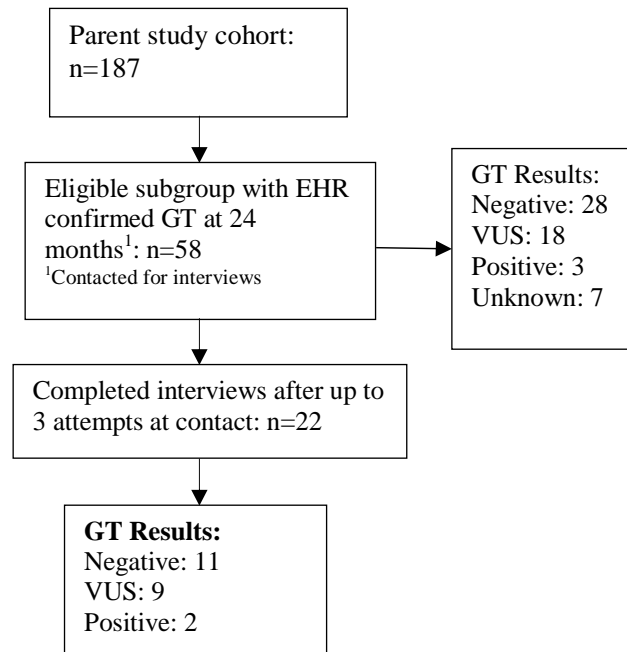 Parent study cohort:
n=187
Eligible subgroup with EHR
confirmed GT at 24
months¹: n=58
¹Contacted for interviews
GT Results:
Negative: 28
VUS: 18
Positive: 3
Unknown: 7
Completed interviews after up to
3 attempts at contact: n=22
GT Results:
Negative: 11
VUS: 9
Positive: 2